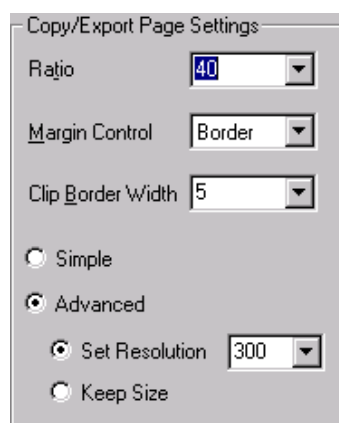 Copy/Export Page Settings
Ratio 40
Margin Control Border
Clip Border Width 5
Simple
Advanced
Set Resolution 300
Keep Size